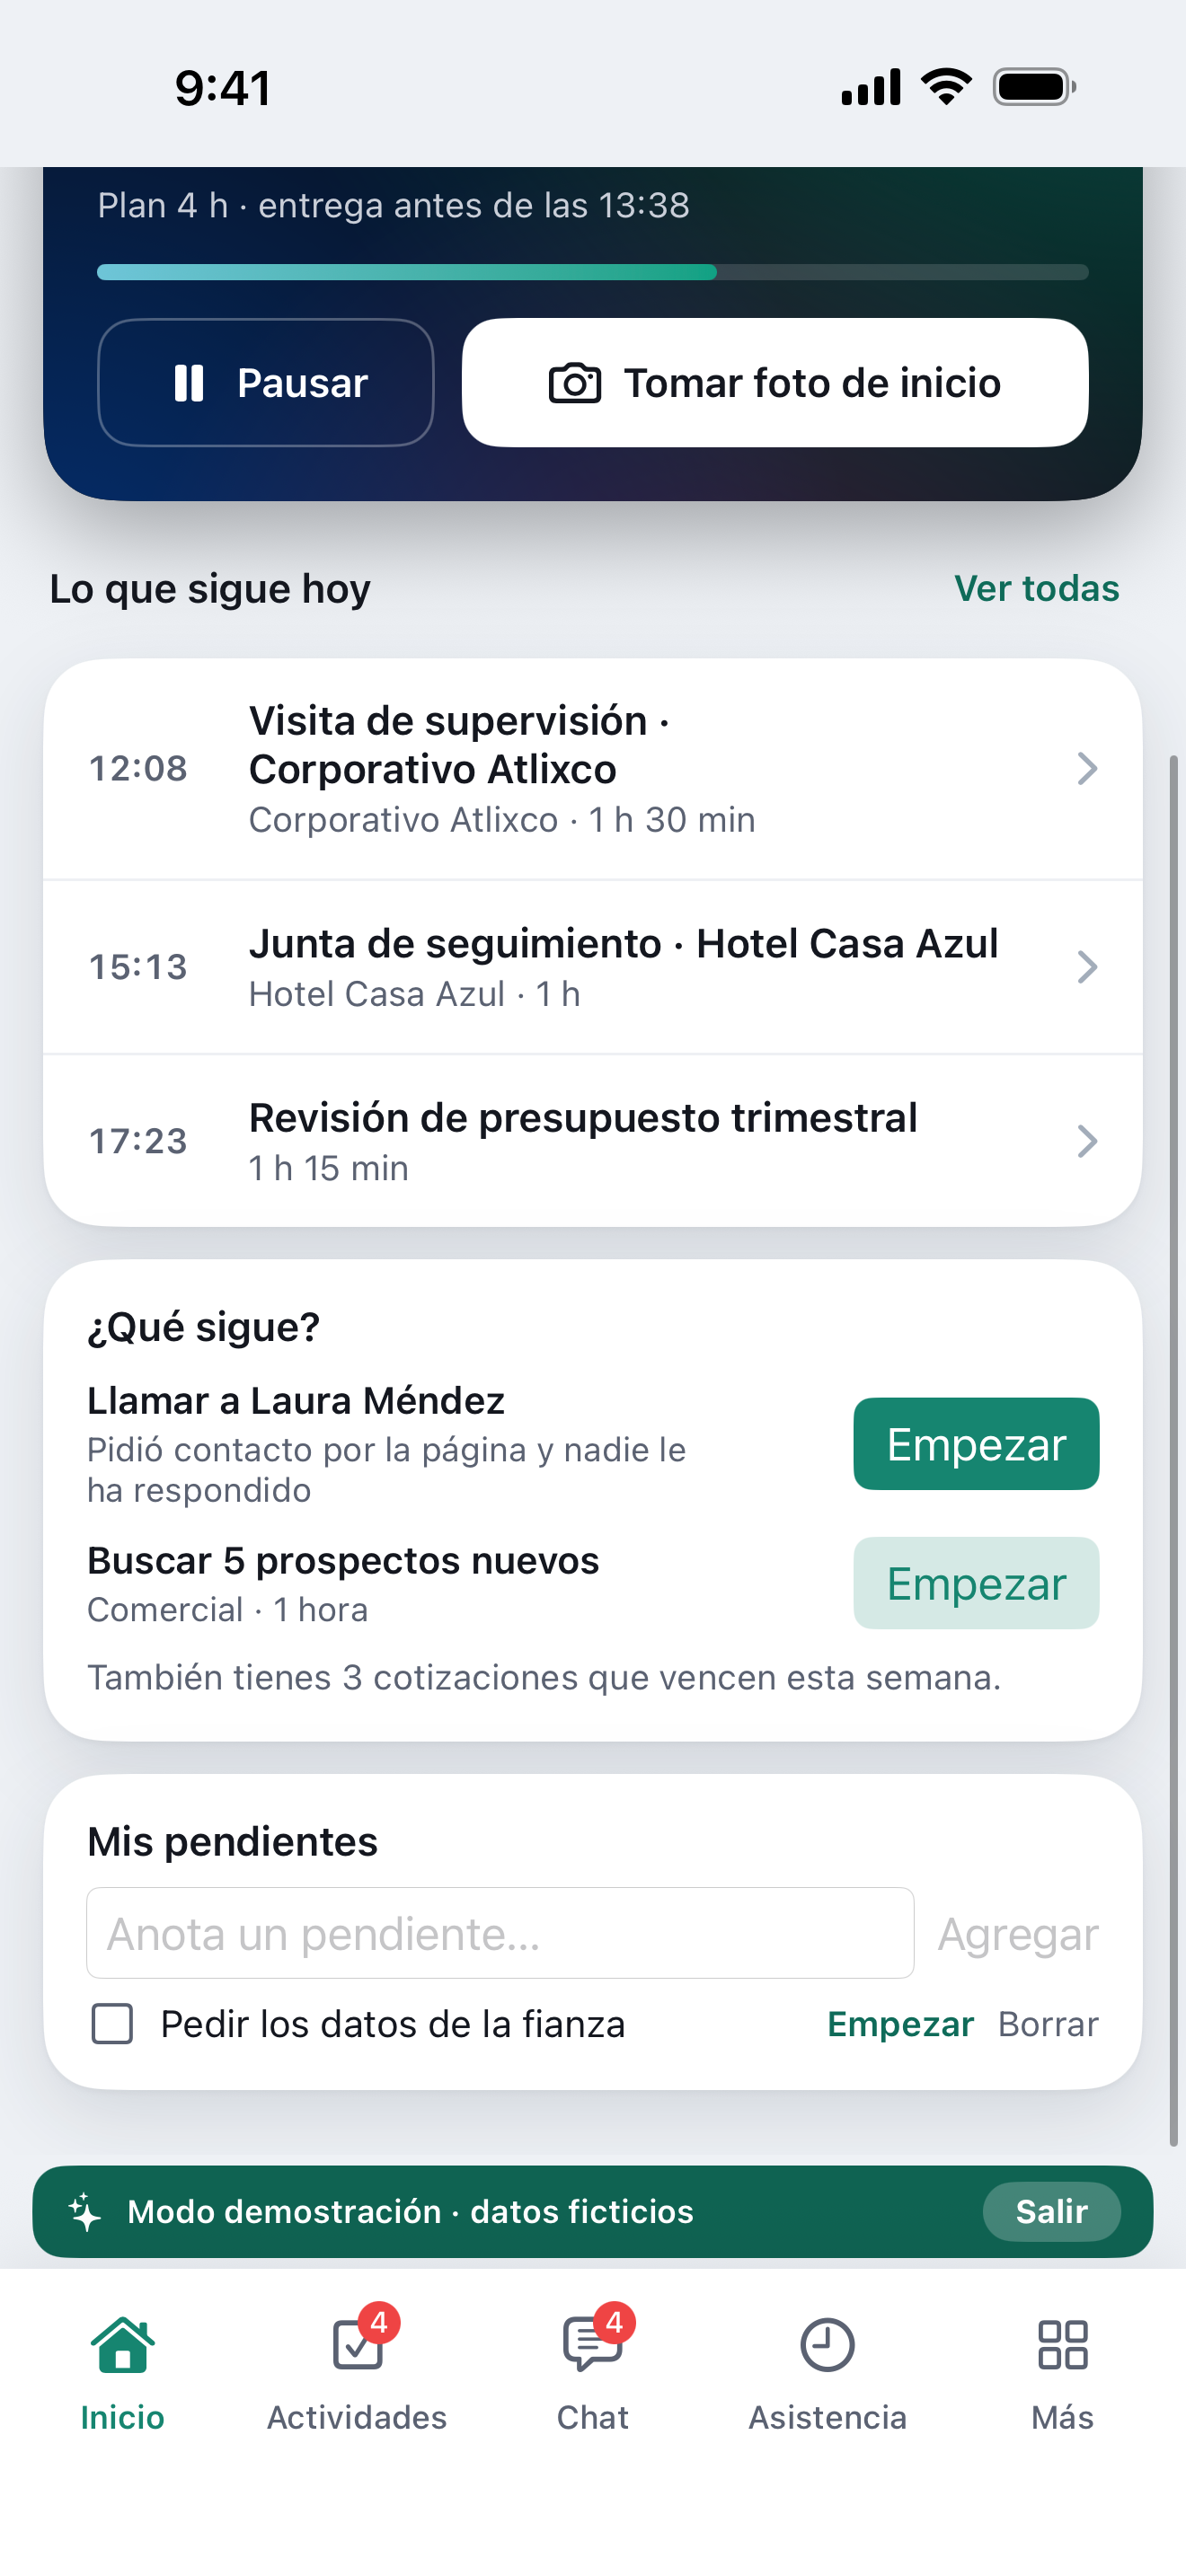 9:41
Plan 4 h · entrega antes de las 13:38
Pausar
Tomar foto de inicio
Lo que sigue hoy
Ver todas
12:08
Visita de supervisión ·
Corporativo Atlixco
Corporativo Atlixco · 1 h 30 min
15:13
Junta de seguimiento · Hotel Casa Azul
Hotel Casa Azul · 1 h
17:23
Revisión de presupuesto trimestral
1 h 15 min
¿Qué sigue?
Llamar a Laura Méndez
Pidió contacto por la página y nadie le
ha respondido
Empezar
Buscar 5 prospectos nuevos
Comercial · 1 hora
Empezar
También tienes 3 cotizaciones que vencen esta semana.
Mis pendientes
Anota un pendiente...
Agregar
Pedir los datos de la fianza
Empezar
Borrar
Modo demostración · datos ficticios
Salir
Inicio
4
Actividades
4
Chat
Asistencia
Más